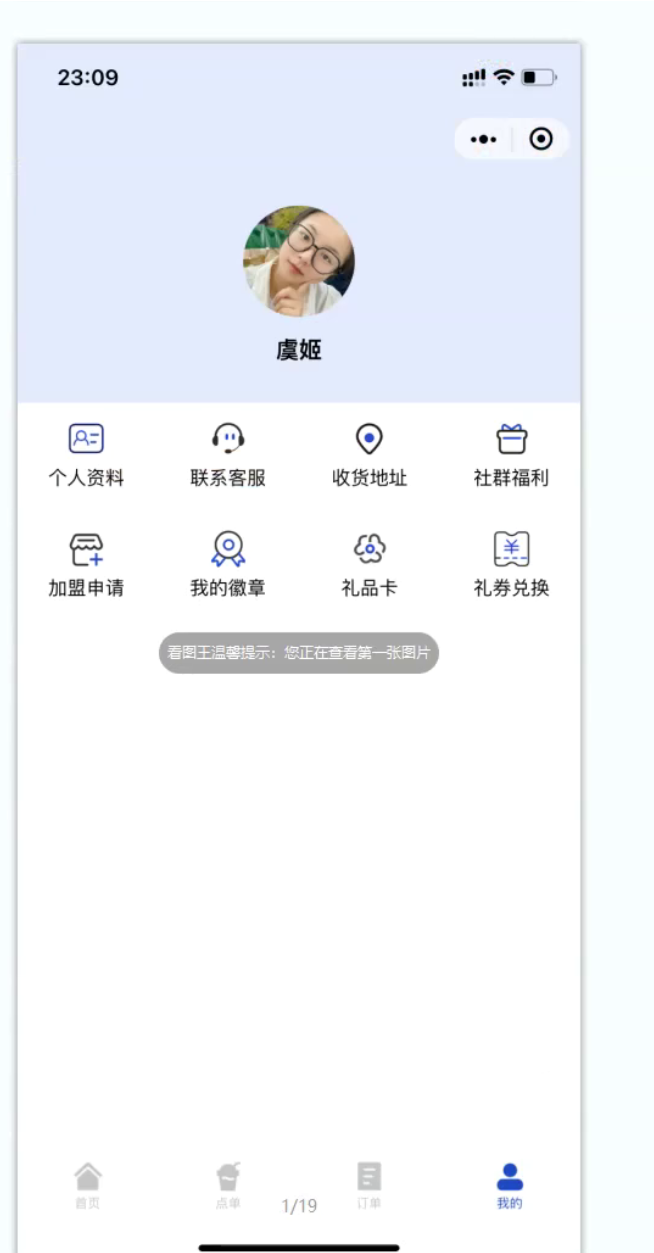 23:09
虞姬
个人资料
联系客服
收货地址
社群福利
加盟申请
我的徽章
礼品卡
礼券兑换
看图王温馨提示：您正在查看第一张图片
首页
点单
1/19
订单
我的